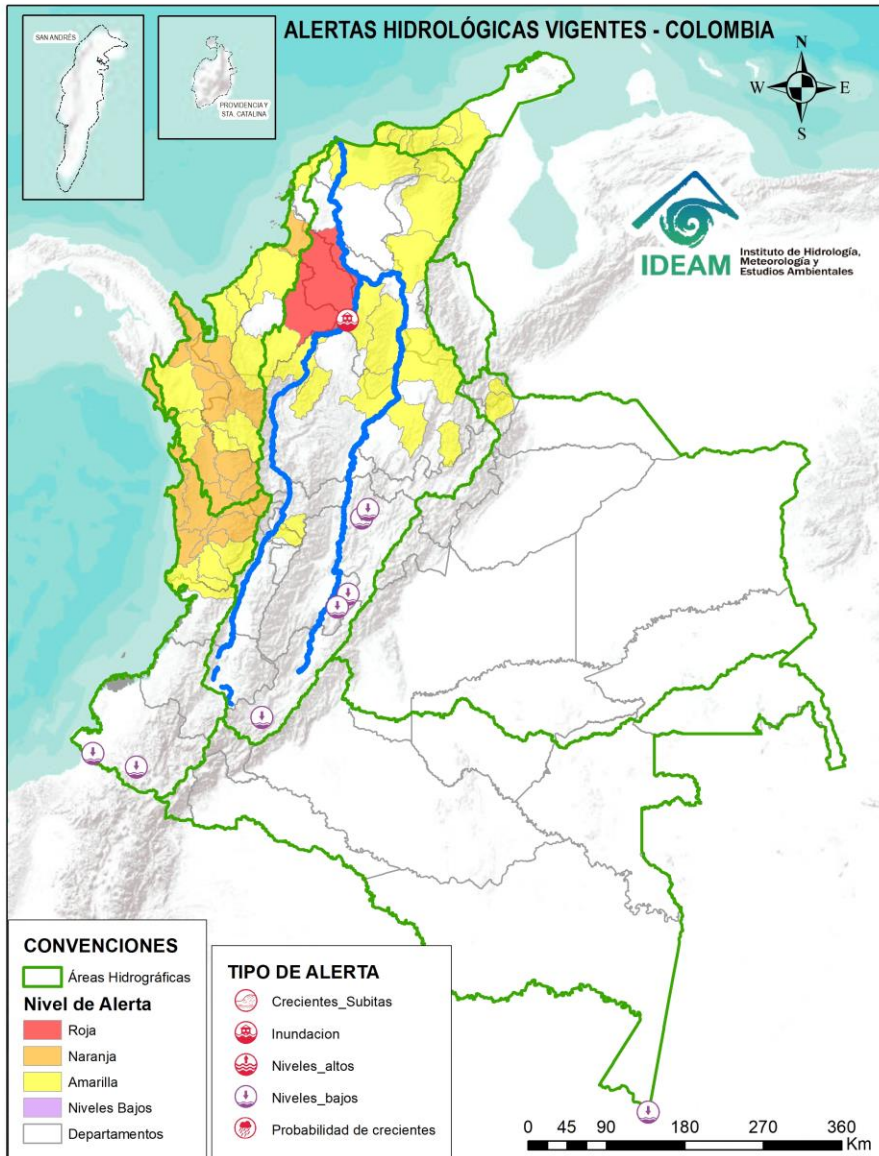 ALERTAS HIDROLÓGICAS VIGENTES - COLOMBIA
SAN ANDRÉS
PROVIDENCIA Y
STA. CATALINA
N
W
E
S
IDEAM
Instituto de Hidrología,
Meteorología y
Estudios Ambientales
CONVENCIONES
Áreas Hidrográficas
Nivel de Alerta
Roja
Naranja
Amarilla
Niveles Bajos
Departamentos
TIPO DE ALERTA
Crecientes_Subitas
Inundacion
Niveles_altos
Niveles_bajos
Probabilidad de crecientes
0 45 90 180 270 360
Km